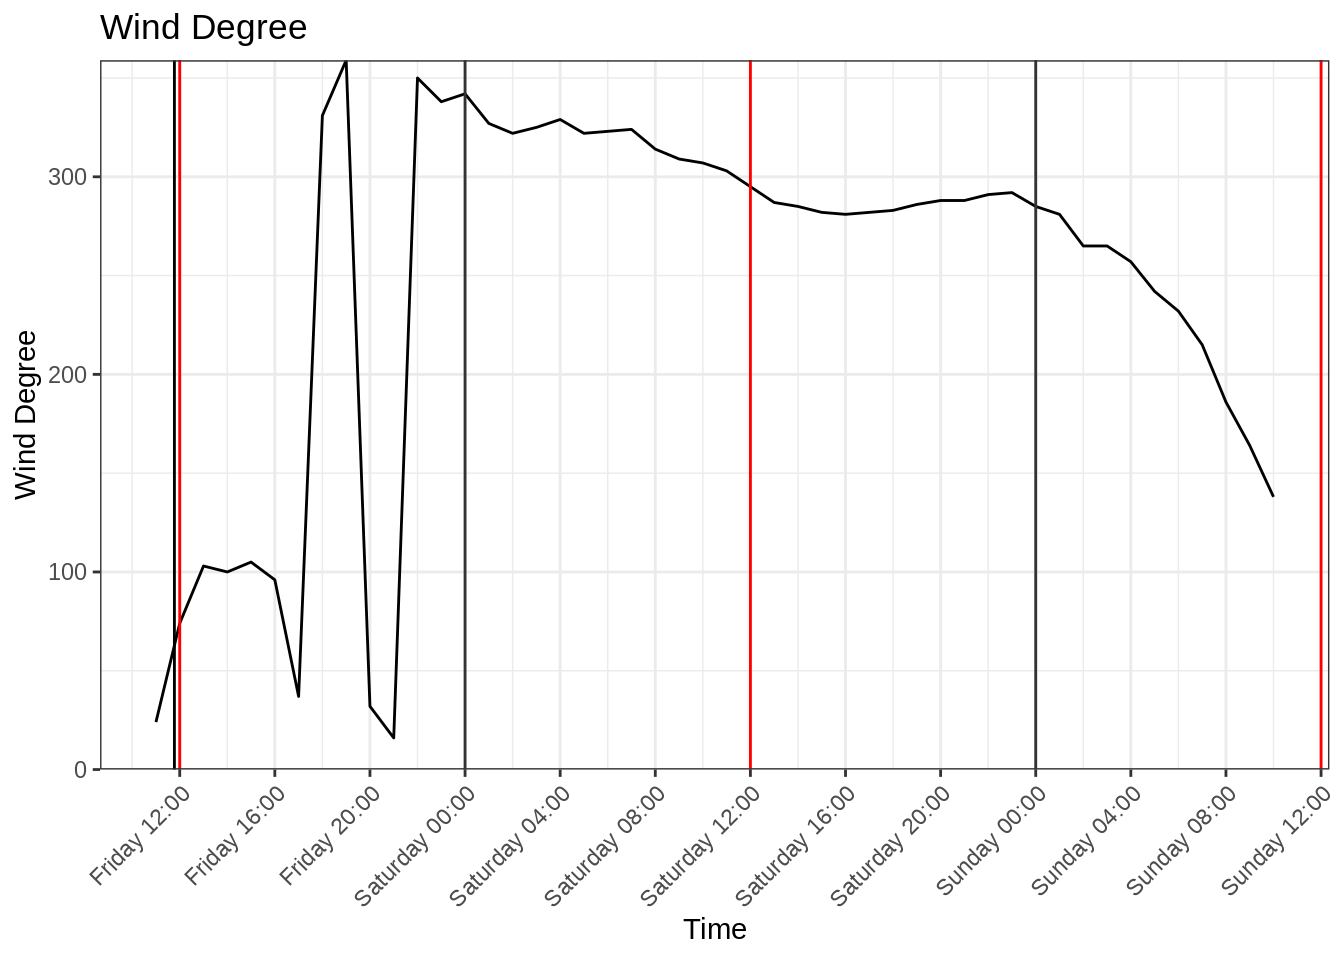 Wind Degree
Wind Degree
300
200
100
0
Friday 12:00
Friday 16:00
Friday 20:00
Saturday 00:00
Saturday 04:00
Saturday 08:00
Saturday 12:00
Saturday 16:00
Saturday 20:00
Sunday 00:00
Sunday 04:00
Sunday 08:00
Sunday 12:00
Time